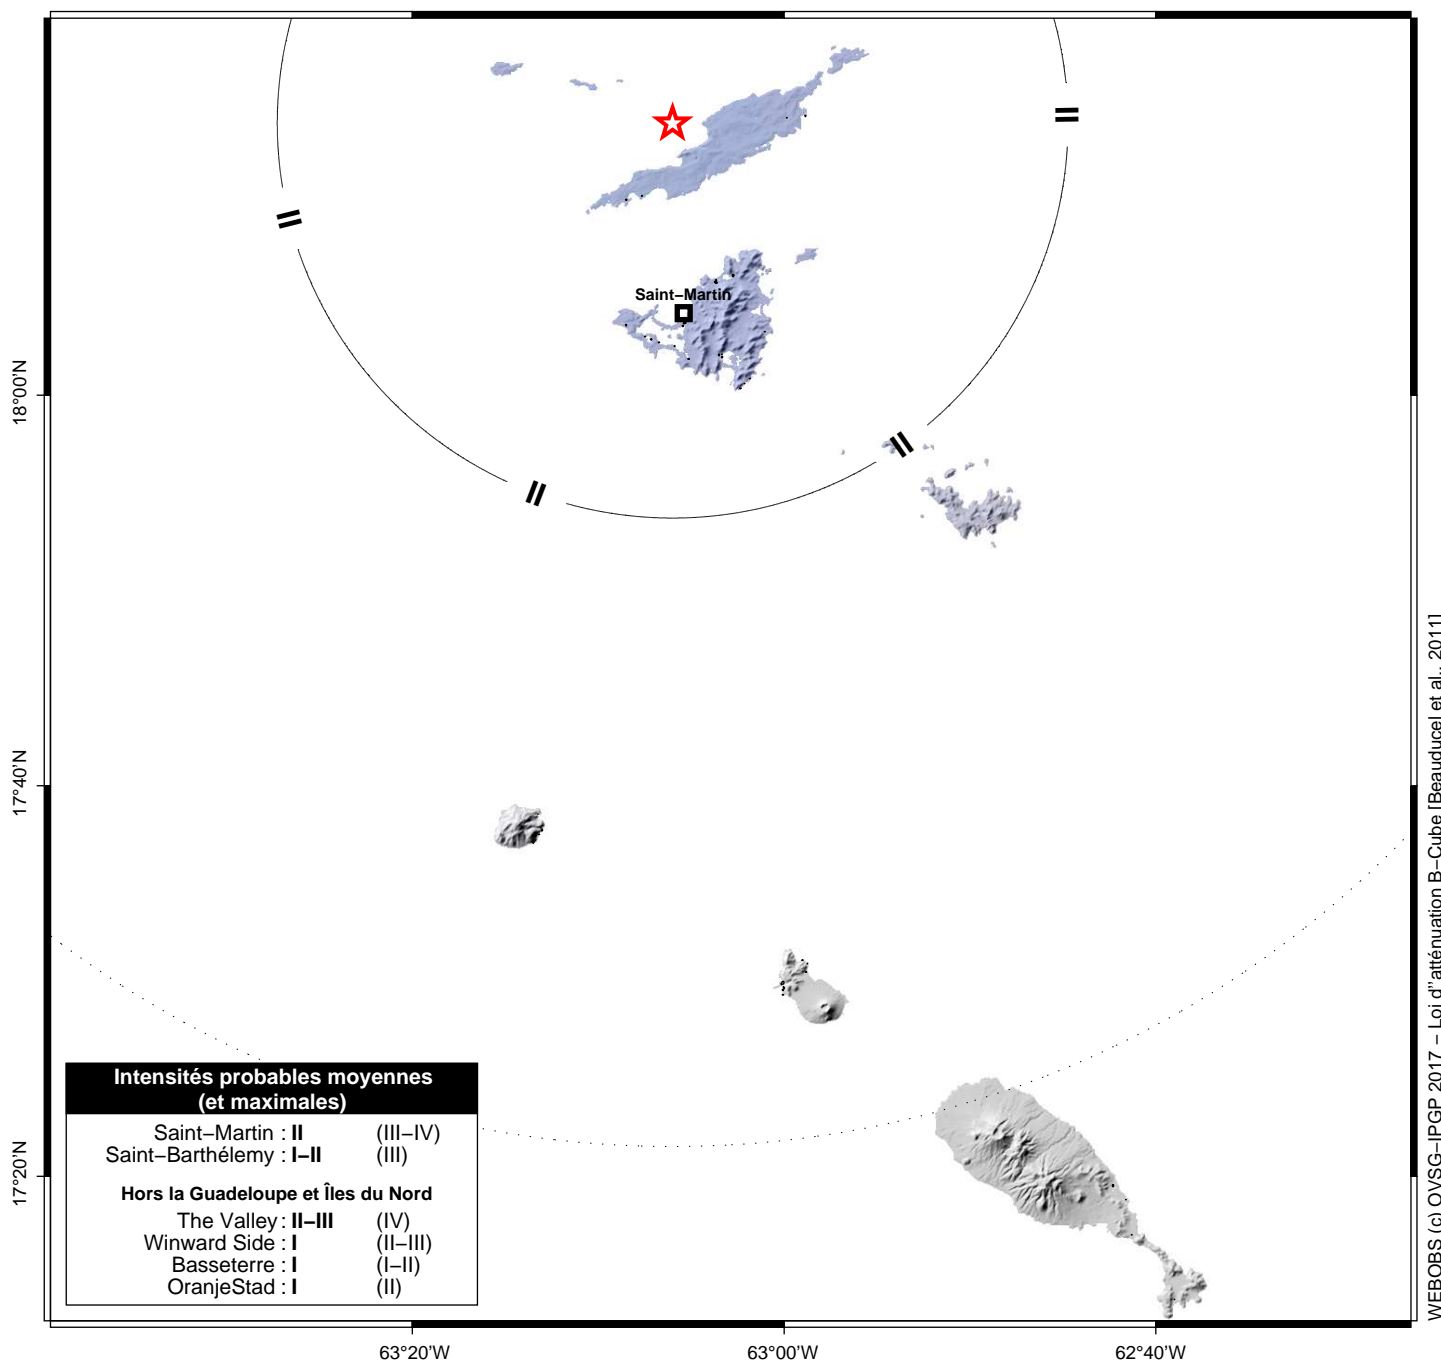 Saint–Martin
II
II
II
II
18°00'N
17°40'N
17°20'N
63°20'W
63°00'W
62°40'W
Intensités probables moyennes
(et maximales)
Saint–Martin : II (III–IV)
Saint–Barthélemy : I–II (III)
Hors la Guadeloupe et Îles du Nord
The Valley : II–III (IV)
Winward Side : I (II–III)
Basseterre : I (I–II)
OranjeStad : I (II)
WEBOBS (c) OVSG–IPGP 2017 – Loi d''atténuation B–Cube [Beauducel et al., 2011]